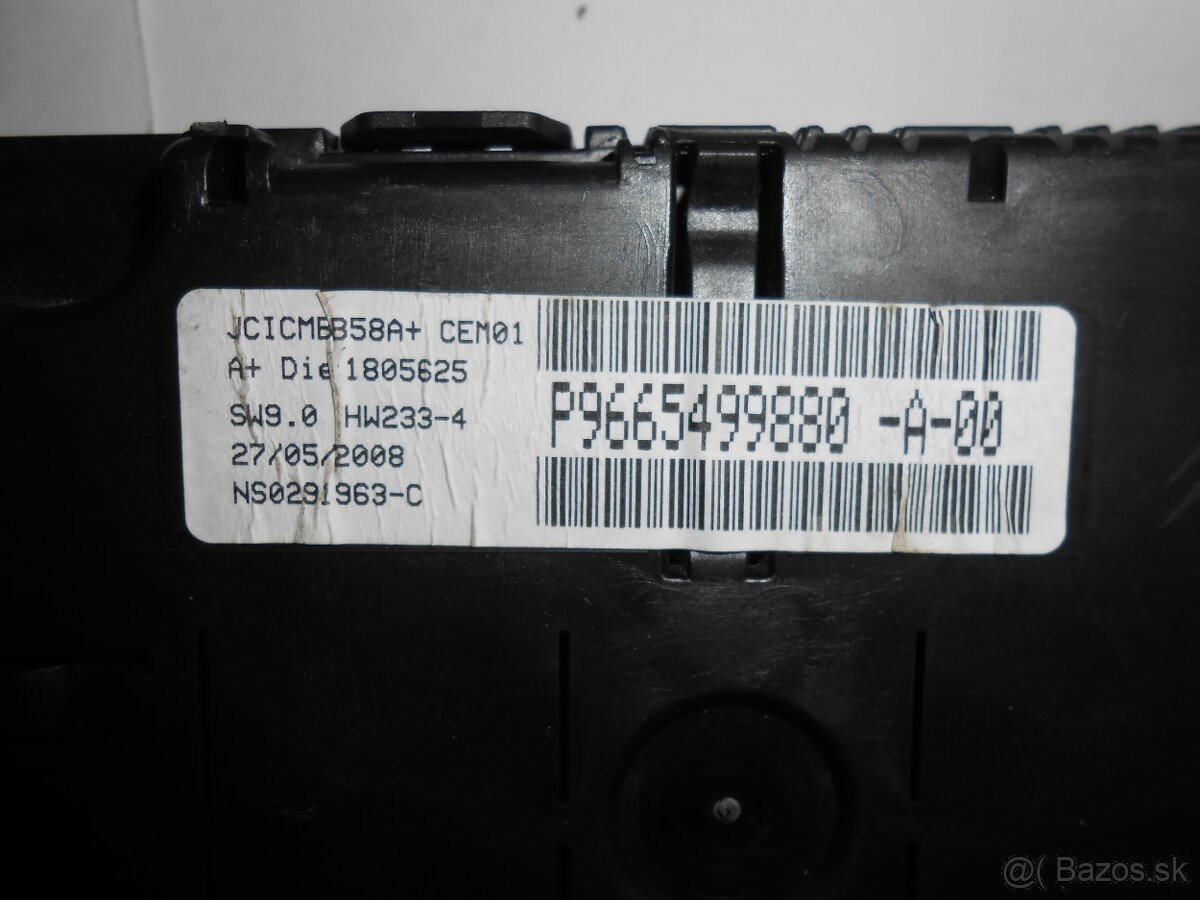 JCICMBB58A+ CEM01
A+ Die 1805625
SW9.0 HW233-4
27/05/2008
NS0291963-C
P9665499880 -A-00
@( Bazos.sk